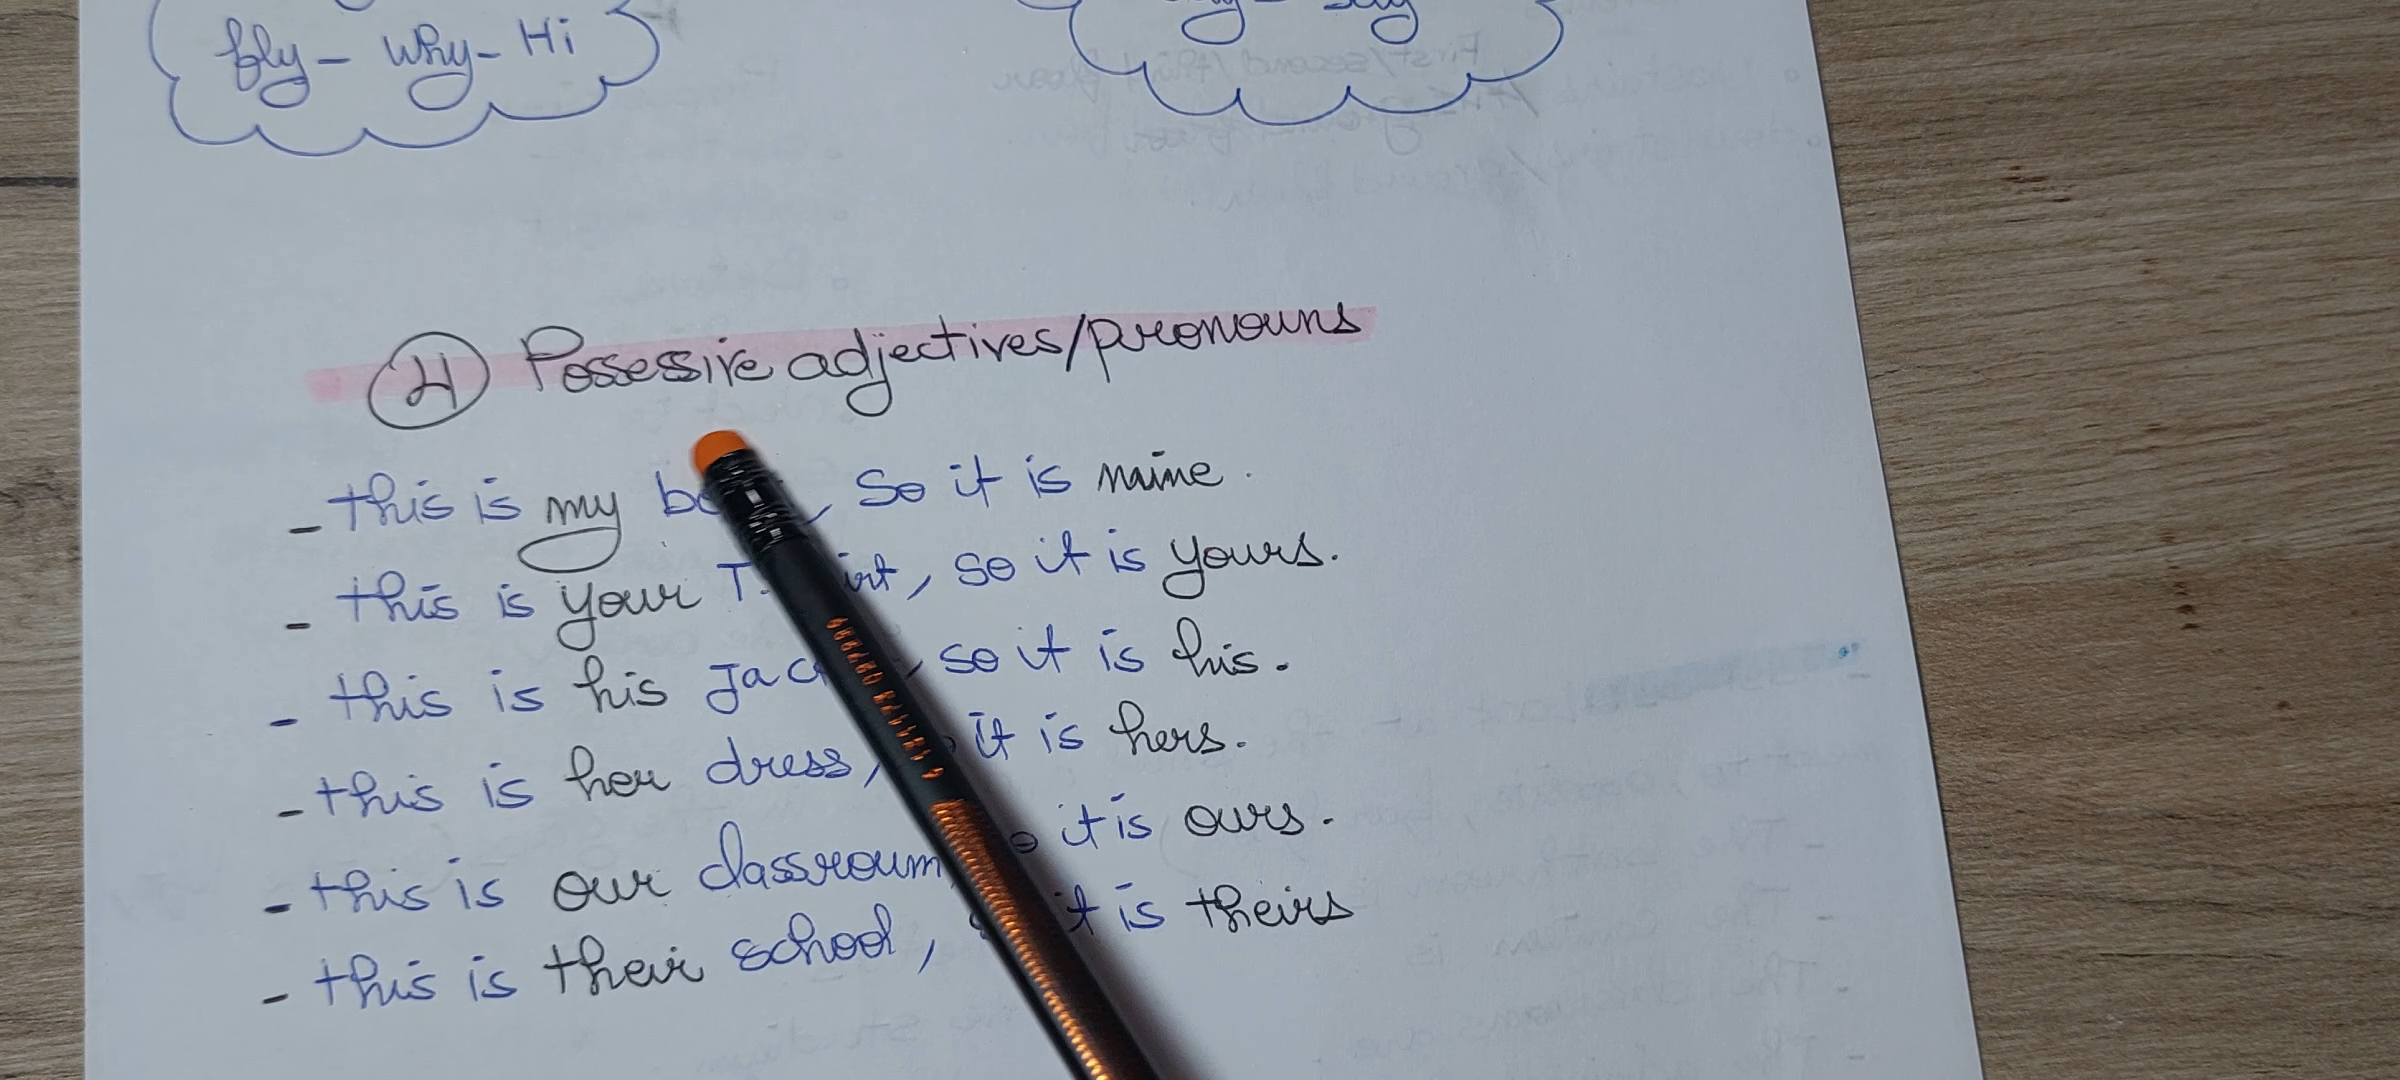 fly - why - Hi
4) Possessive adjectives/pronouns
- this is my, so it is mine.
- this is your, so it is yours.
- this is his, so it is his.
- this is her dress, it is hers.
- this is our classroom it is ours.
- this is their school, it is theirs